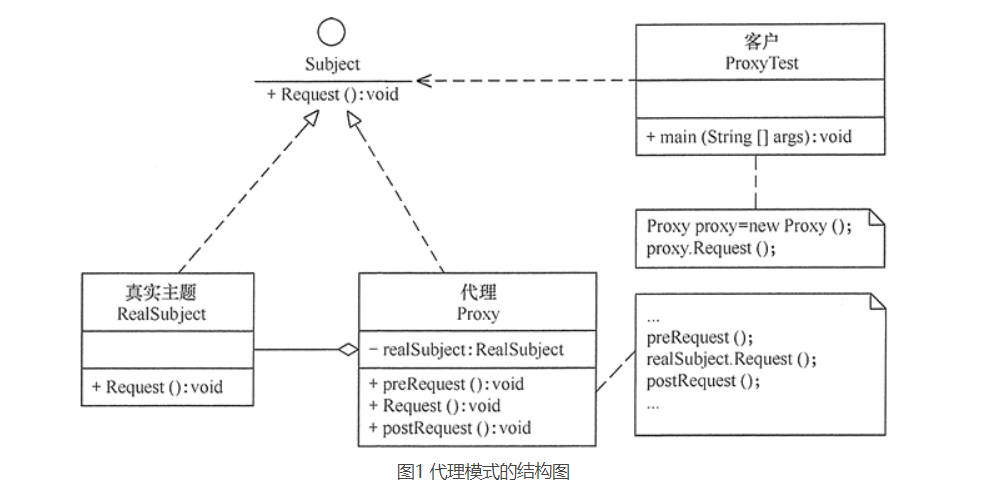 Subject
+ Request ():void
客户
ProxyTest
+ main (String [] args):void
Proxy proxy=new Proxy ();
proxy.Request ();
真实主题
RealSubject
+ Request ():void
代理
Proxy
− realSubject:RealSubject
+ preRequest ():void
+ Request ():void
+ postRequest ():void
...
preRequest ();
realSubject.Request ();
postRequest ();
...
图1 代理模式的结构图